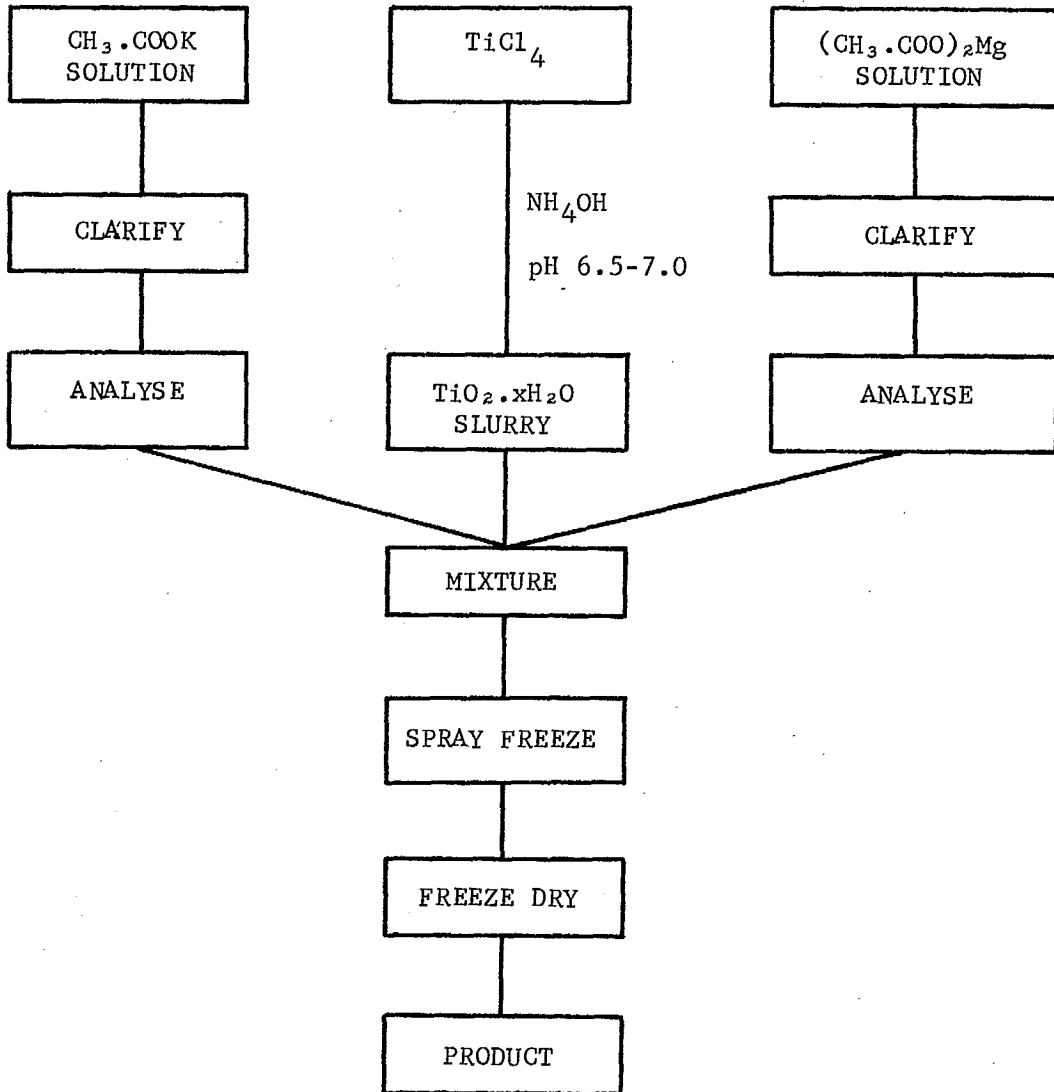 CH₃.COOK
SOLUTION
TiCl₄
(CH₃.COO)₂Mg
SOLUTION
CLARIFY
NH₄OH
pH 6.5-7.0
CLARIFY
ANALYSE
TiO₂.xH₂O
SLURRY
ANALYSE
MIXTURE
SPRAY FREEZE
FREEZE DRY
PRODUCT